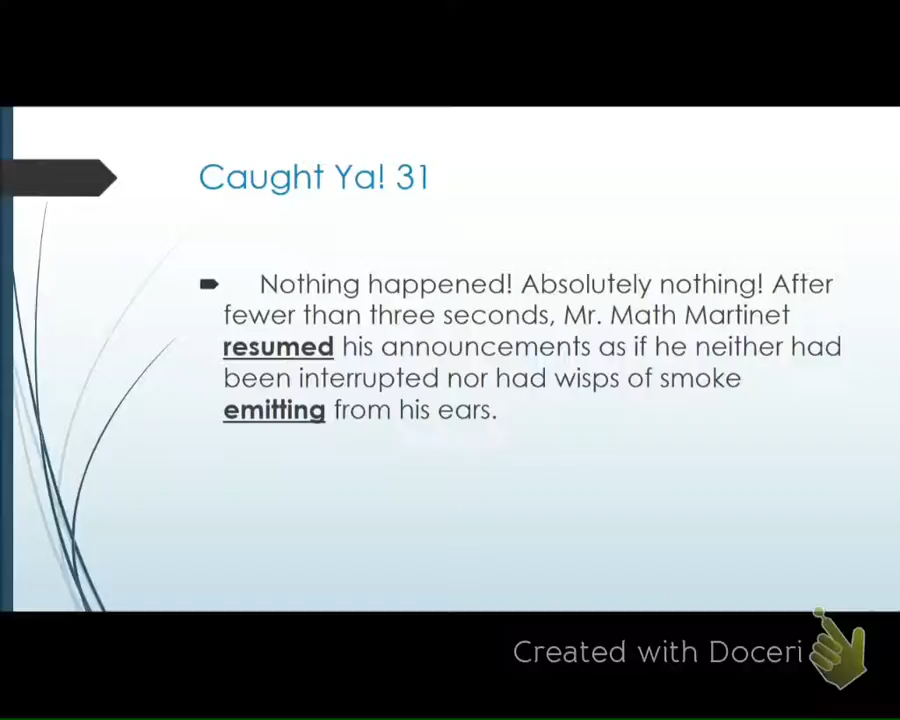 Caught Ya! 31
Nothing happened! Absolutely nothing! After
fewer than three seconds, Mr. Math Martinet
resumed his announcements as if he neither had
been interrupted nor had wisps of smoke
emitting from his ears.
Created with Doceri